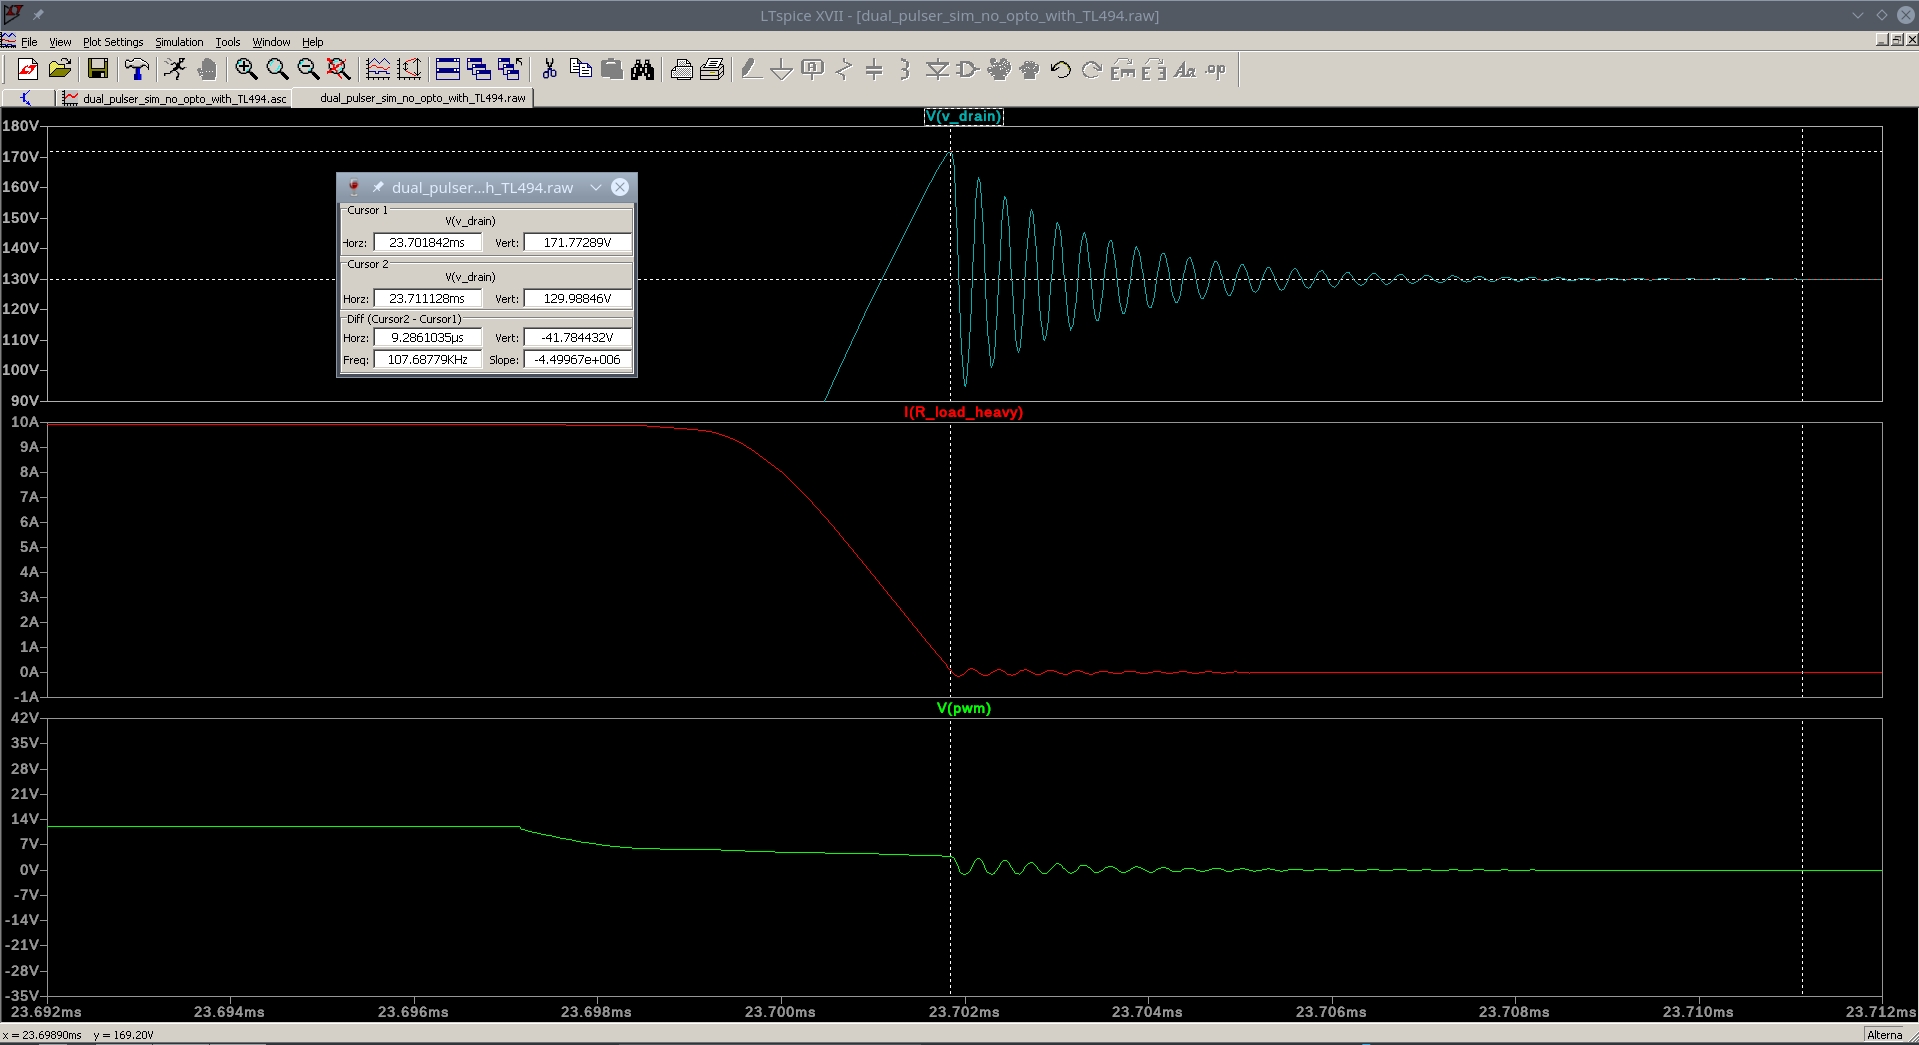 LTspice XVII - [dual_pulser_sim_no_opto_with_TL494.raw]
File View Plot Settings Simulation Tools Window Help
dual_pulser_sim_no_opto_with_TL494.asc dual_pulser_sim_no_opto_with_TL494.raw
V(v_drain)
180V
170V
160V
150V
140V
130V
120V
110V
100V
90V
dual_pulser...h_TL494.raw
Cursor 1
V(v_drain)
Horz: 23.701842ms Vert: 171.77289V
Cursor 2
V(v_drain)
Horz: 23.711128ms Vert: 129.98846V
Diff (Cursor2 - Cursor1)
Horz: 9.2861035µs Vert: -41.784432V
Freq: 107.68779KHz Slope: -4.49967e+006
I(R_load_heavy)
10A
9A
8A
7A
6A
5A
4A
3A
2A
1A
0A
-1A
V(pwm)
42V
35V
28V
21V
14V
7V
0V
-7V
-14V
-21V
-28V
-35V
23.692ms 23.694ms 23.696ms 23.698ms 23.700ms 23.702ms 23.704ms 23.706ms 23.708ms 23.710ms 23.712ms
x = 23.69890ms y = 169.20V
Alterna